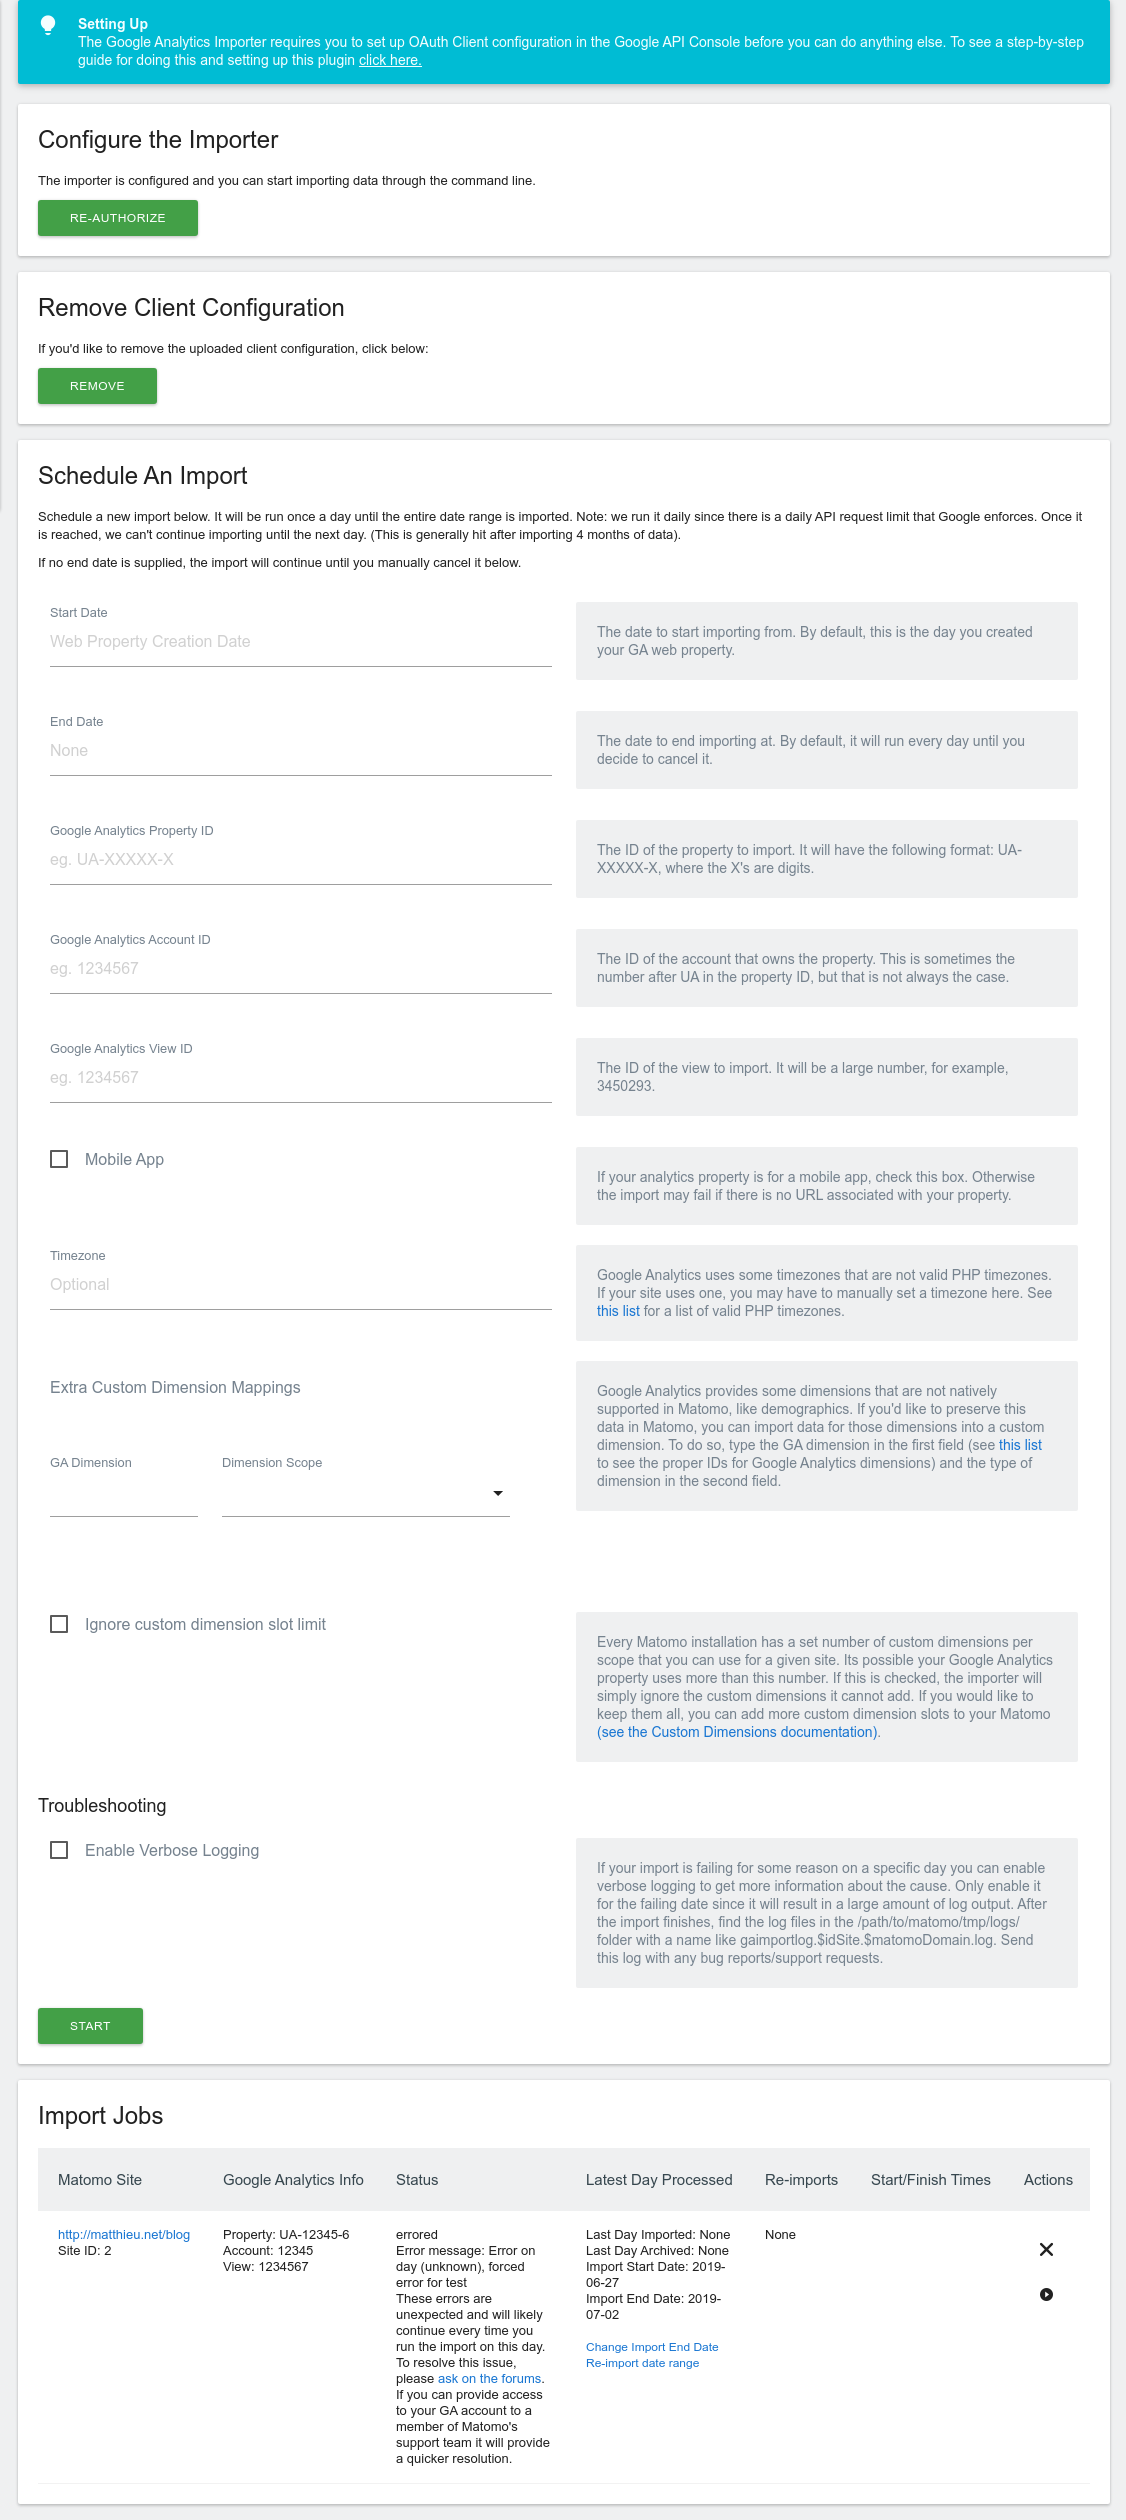 Setting Up
The Google Analytics Importer requires you to set up OAuth Client configuration in the Google API Console before you can do anything else. To see a step-by-step
guide for doing this and setting up this plugin click here.
Configure the Importer
The importer is configured and you can start importing data through the command line.
RE-AUTHORIZE
Remove Client Configuration
If you'd like to remove the uploaded client configuration, click below:
REMOVE
Schedule An Import
Schedule a new import below. It will be run once a day until the entire date range is imported. Note: we run it daily since there is a daily API request limit that Google enforces. Once it
is reached, we can't continue importing until the next day. (This is generally hit after importing 4 months of data).
If no end date is supplied, the import will continue until you manually cancel it below.
Start Date
Web Property Creation Date
The date to start importing from. By default, this is the day you created
your GA web property.
End Date
None
The date to end importing at. By default, it will run every day until you
decide to cancel it.
Google Analytics Property ID
eg. UA-XXXXX-X
The ID of the property to import. It will have the following format: UA-
XXXXX-X, where the X's are digits.
Google Analytics Account ID
eg. 1234567
The ID of the account that owns the property. This is sometimes the
number after UA in the property ID, but that is not always the case.
Google Analytics View ID
eg. 1234567
The ID of the view to import. It will be a large number, for example,
3450293.
Mobile App
If your analytics property is for a mobile app, check this box. Otherwise
the import may fail if there is no URL associated with your property.
Timezone
Optional
Google Analytics uses some timezones that are not valid PHP timezones.
If your site uses one, you may have to manually set a timezone here. See
this list for a list of valid PHP timezones.
Extra Custom Dimension Mappings
GA Dimension
Dimension Scope
Google Analytics provides some dimensions that are not natively
supported in Matomo, like demographics. If you'd like to preserve this
data in Matomo, you can import data for those dimensions into a custom
dimension. To do so, type the GA dimension in the first field (see this list
to see the proper IDs for Google Analytics dimensions) and the type of
dimension in the second field.
Ignore custom dimension slot limit
Every Matomo installation has a set number of custom dimensions per
scope that you can use for a given site. Its possible your Google Analytics
property uses more than this number. If this is checked, the importer will
simply ignore the custom dimensions it cannot add. If you would like to
keep them all, you can add more custom dimension slots to your Matomo
(see the Custom Dimensions documentation).
Troubleshooting
Enable Verbose Logging
If your import is failing for some reason on a specific day you can enable
verbose logging to get more information about the cause. Only enable it
for the failing date since it will result in a large amount of log output. After
the import finishes, find the log files in the /path/to/matomo/tmp/logs/
folder with a name like gaimportlog.$idSite.$matomoDomain.log. Send
this log with any bug reports/support requests.
START
Import Jobs
Matomo Site
Google Analytics Info
Status
Latest Day Processed
Re-imports
Start/Finish Times
Actions
http://matthieu.net/blog
Site ID: 2
Property: UA-12345-6
Account: 12345
View: 1234567
errored
Error message: Error on
day (unknown), forced
error for test
These errors are
unexpected and will likely
continue every time you
run the import on this day.
To resolve this issue,
please ask on the forums.
If you can provide access
to your GA account to a
member of Matomo's
support team it will provide
a quicker resolution.
Last Day Imported: None
Last Day Archived: None
Import Start Date: 2019-
06-27
Import End Date: 2019-
07-02
Change Import End Date
Re-import date range
None